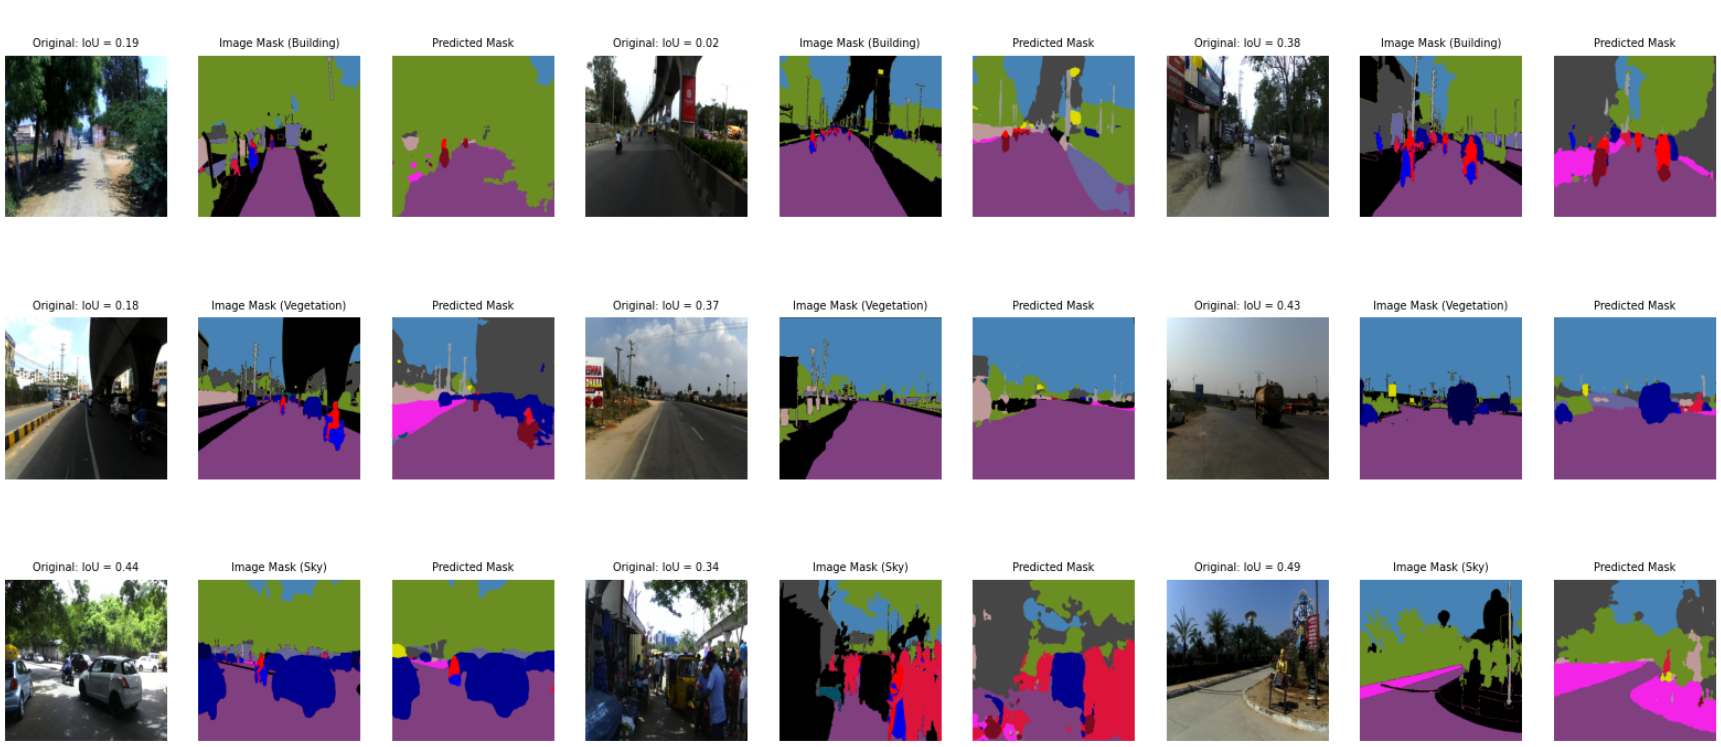 Original: IoU = 0.19
Image Mask (Building)
Predicted Mask
Original: IoU = 0.02
Image Mask (Building)
Predicted Mask
Original: IoU = 0.38
Image Mask (Building)
Predicted Mask
Original: IoU = 0.18
Image Mask (Vegetation)
Predicted Mask
Original: IoU = 0.37
Image Mask (Vegetation)
Predicted Mask
Original: IoU = 0.43
Image Mask (Vegetation)
Predicted Mask
Original: IoU = 0.44
Image Mask (Sky)
Predicted Mask
Original: IoU = 0.34
Image Mask (Sky)
Predicted Mask
Original: IoU = 0.49
Image Mask (Sky)
Predicted Mask